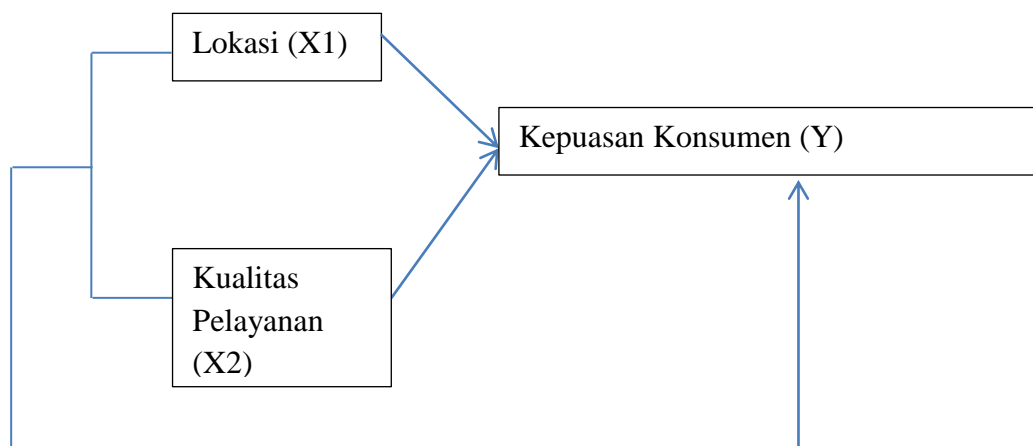 Lokasi (X1)
Kepuasan Konsumen (Y)
Kualitas
Pelayanan
(X2)